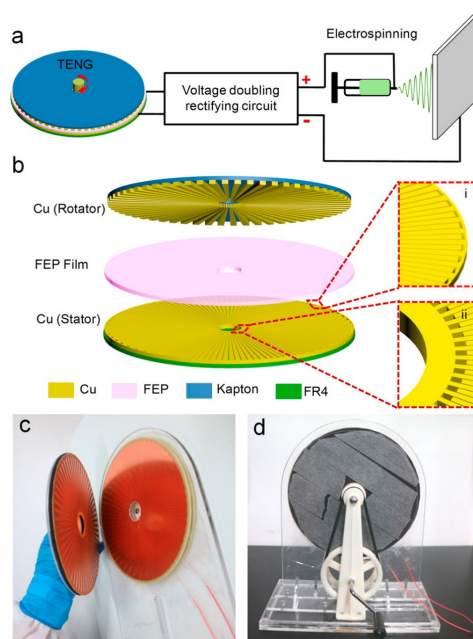 a
TENG
Voltage doubling
rectifying circuit
+
-
Electrospinning
b
Cu (Rotator)
FEP Film
Cu (Stator)
i
ii
Cu
FEP
Kapton
FR4
c
d